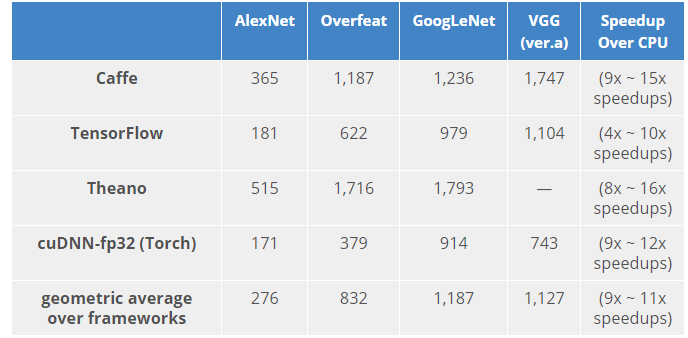 AlexNet Overfeat GoogLeNet VGG (ver.a) Speedup Over CPU
Caffe 365 1,187 1,236 1,747 (9x ~ 15x speedups)
TensorFlow 181 622 979 1,104 (4x ~ 10x speedups)
Theano 515 1,716 1,793 — (8x ~ 16x speedups)
cuDNN-fp32 (Torch) 171 379 914 743 (9x ~ 12x speedups)
geometric average over frameworks 276 832 1,187 1,127 (9x ~ 11x speedups)